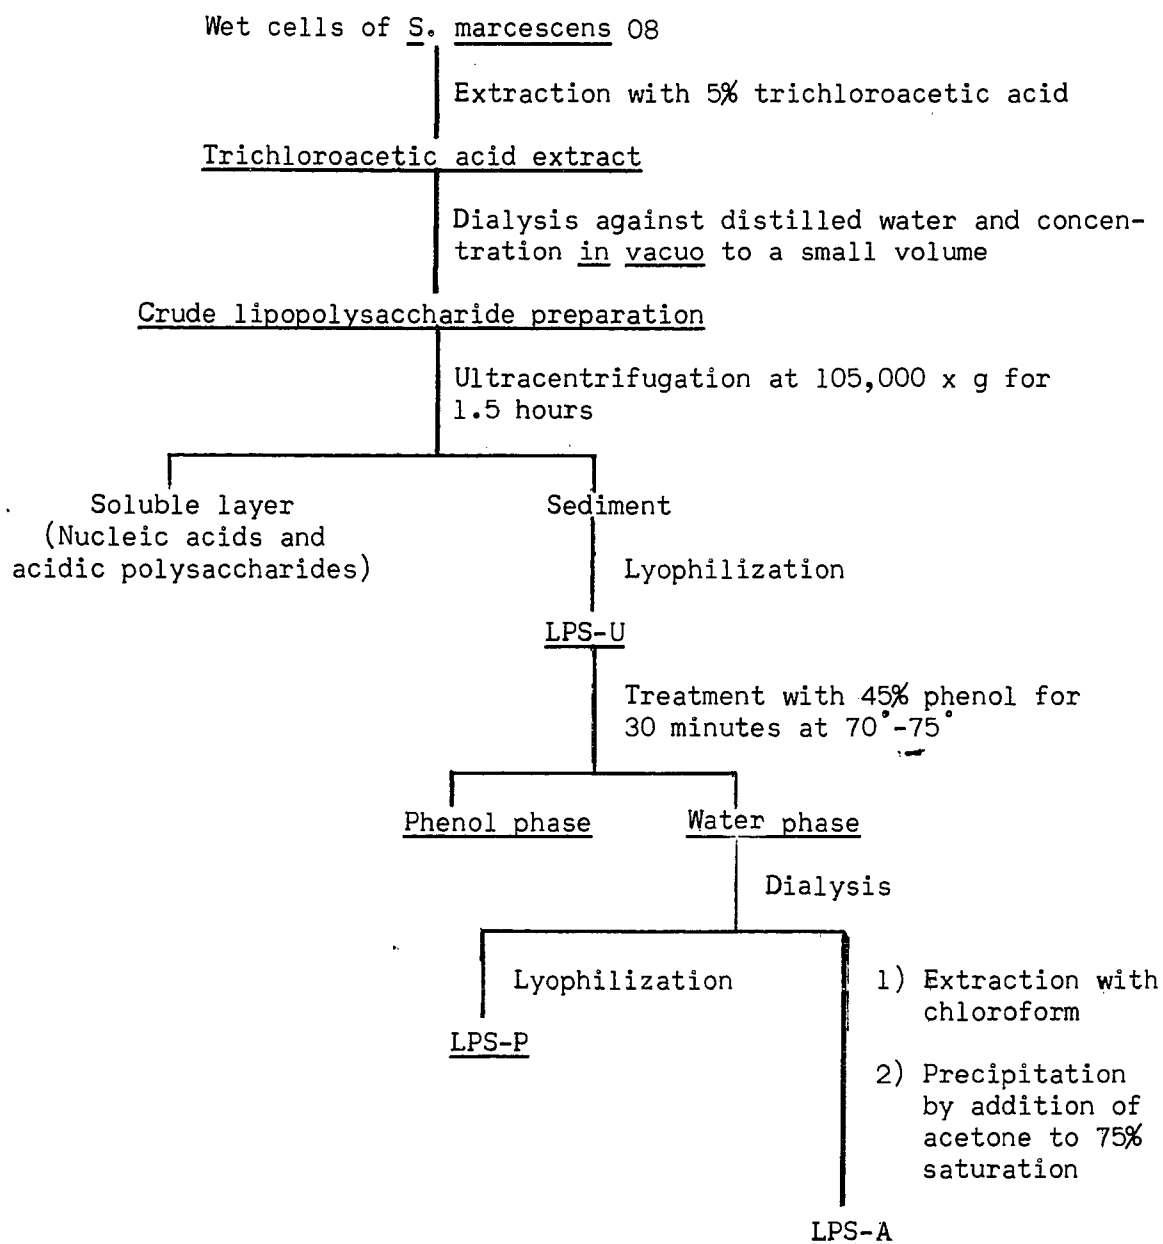 Wet cells of S. marcescens 08
Extraction with 5% trichloroacetic acid
Trichloroacetic acid extract
Dialysis against distilled water and concen-
tration in vacuo to a small volume
Crude lipopolysaccharide preparation
Ultracentrifugation at 105,000 x g for
1.5 hours
Soluble layer
(Nucleic acids and
acidic polysaccharides)
Sediment
Lyophilization
LPS-U
Treatment with 45% phenol for
30 minutes at 70°-75°
Phenol phase
Water phase
Dialysis
Lyophilization
LPS-P
1) Extraction with
chloroform
2) Precipitation
by addition of
acetone to 75%
saturation
LPS-A